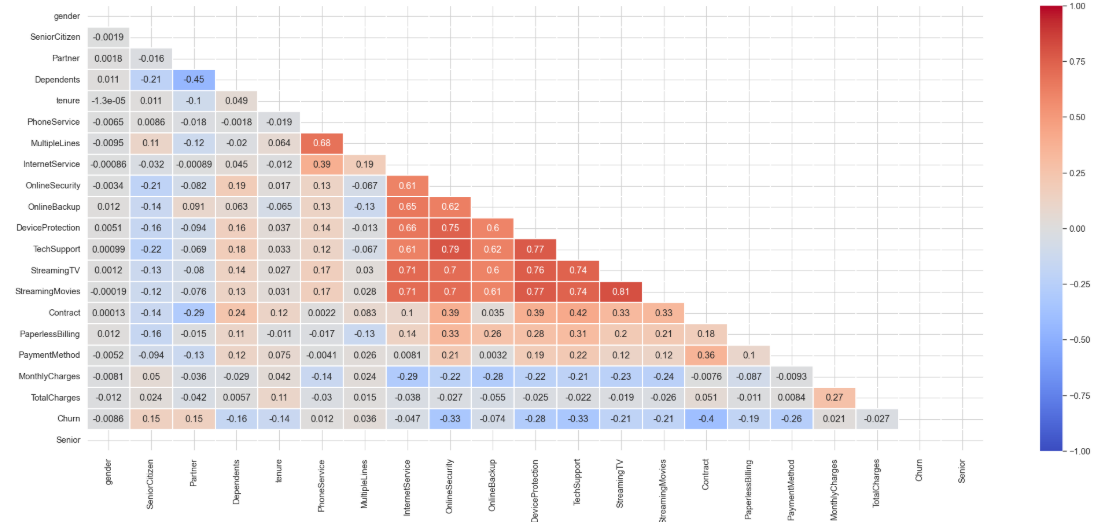 gender
SeniorCitizen -0.0019
Partner 0.0018 -0.016
Dependents 0.011 -0.21 -0.45
tenure -1.3e-05 0.011 -0.1 0.049
PhoneService -0.0065 0.0086 -0.018 -0.0018 -0.019
MultipleLines -0.0095 0.11 -0.12 -0.02 0.064 0.68
InternetService -0.00086 -0.032 -0.00089 0.045 -0.012 0.39 0.19
OnlineSecurity -0.0034 -0.21 -0.082 0.19 0.017 0.13 -0.067 0.61
OnlineBackup 0.012 -0.14 0.091 0.063 -0.065 0.13 -0.13 0.65 0.62
DeviceProtection 0.0051 -0.16 -0.094 0.16 0.037 0.14 -0.013 0.66 0.75 0.6
TechSupport 0.00099 -0.22 -0.069 0.18 0.033 0.12 -0.067 0.61 0.79 0.62 0.77
StreamingTV 0.0012 -0.13 -0.08 0.14 0.027 0.17 0.03 0.71 0.7 0.6 0.76 0.74
StreamingMovies -0.00019 -0.12 -0.076 0.13 0.031 0.17 0.028 0.71 0.7 0.61 0.77 0.74 0.81
Contract 0.00013 -0.14 -0.29 0.24 0.12 0.0022 0.083 0.1 0.39 0.035 0.39 0.42 0.33 0.33
PaperlessBilling 0.012 -0.16 -0.015 0.11 -0.011 -0.017 -0.13 0.14 0.33 0.26 0.28 0.31 0.2 0.21 0.18
PaymentMethod -0.0052 -0.094 -0.13 0.12 0.075 -0.0041 0.026 0.0081 0.21 0.0032 0.19 0.22 0.12 0.12 0.36 0.1
MonthlyCharges -0.0081 0.05 -0.036 -0.029 0.042 -0.14 0.024 -0.29 -0.22 -0.28 -0.22 -0.21 -0.23 -0.24 -0.0076 -0.087 -0.0093
TotalCharges -0.012 0.024 -0.042 0.0057 0.11 -0.03 0.015 -0.038 -0.027 -0.055 -0.025 -0.022 -0.019 -0.026 0.051 -0.011 0.0084 0.27
Churn -0.0086 0.15 0.15 -0.16 -0.14 0.012 0.036 -0.047 -0.33 -0.074 -0.28 -0.33 -0.21 -0.21 -0.4 -0.19 -0.26 0.021 -0.027
Senior
gender
SeniorCitizen
Partner
Dependents
tenure
PhoneService
MultipleLines
InternetService
OnlineSecurity
OnlineBackup
DeviceProtection
TechSupport
StreamingTV
StreamingMovies
Contract
PaperlessBilling
PaymentMethod
MonthlyCharges
TotalCharges
Churn
Senior
1.00
0.75
0.50
0.25
0.00
-0.25
-0.50
-0.75
-1.00